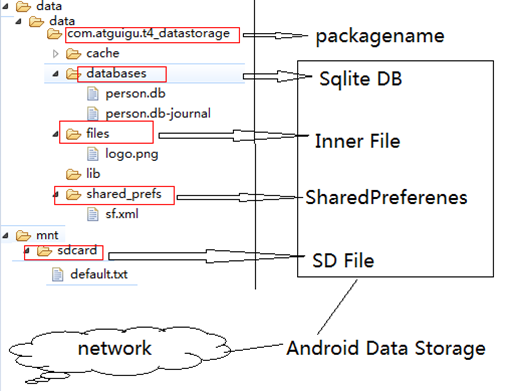 data
data
com.atguigu.t4_datastorage
packagename
cache
databases
Sqlite DB
person.db
person.db-journal
files
Inner File
logo.png
lib
shared_prefs
SharedPreferenes
sf.xml
mnt
sdcard
SD File
default.txt
network
Android Data Storage